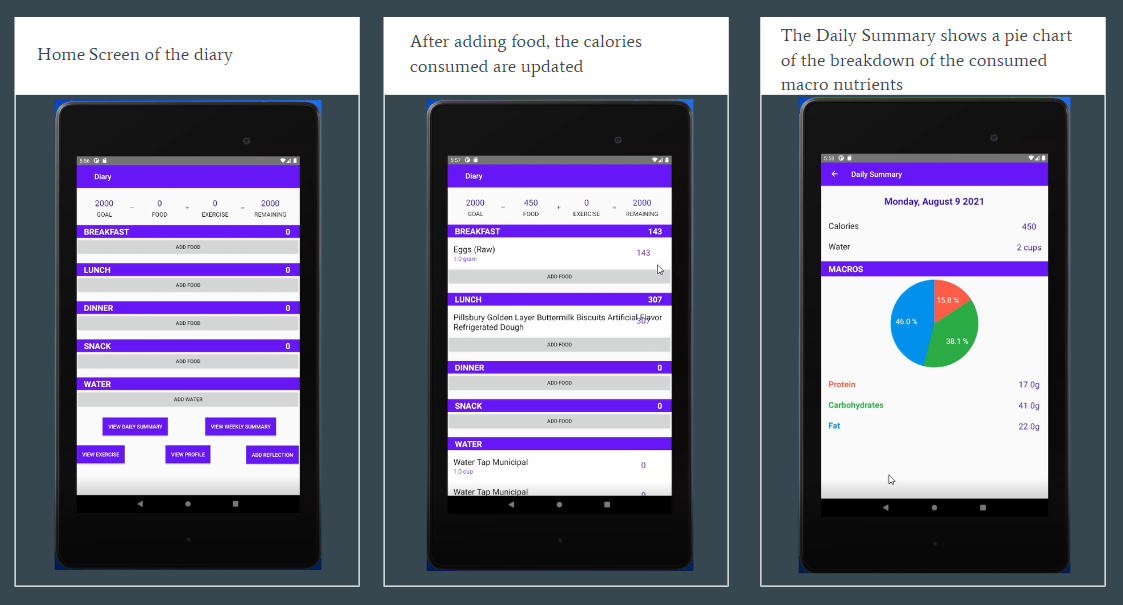 Home Screen of the diary
5:56
Diary
2000 - 0 + 0 = 2000
GOAL FOOD EXERCISE REMAINING
BREAKFAST 0
ADD FOOD
LUNCH 0
ADD FOOD
DINNER 0
ADD FOOD
SNACK 0
ADD FOOD
WATER
ADD WATER
VIEW DAILY SUMMARY VIEW WEEKLY SUMMARY
VIEW EXERCISE VIEW PROFILE ADD REFLECTION
After adding food, the calories
consumed are updated
5:57
Diary
2000 - 450 + 0 = 2000
GOAL FOOD EXERCISE REMAINING
BREAKFAST 143
Eggs (Raw)
1.0 gram
143
ADD FOOD
LUNCH 307
Pillsbury Golden Layer Buttermilk Biscuits Artificial Flavor
Refrigerated Dough
307
ADD FOOD
DINNER 0
ADD FOOD
SNACK 0
ADD FOOD
WATER
Water Tap Municipal
1.0 cup
0
Water Tap Municipal 0
The Daily Summary shows a pie chart
of the breakdown of the consumed
macro nutrients
5:58
Daily Summary
Monday, August 9 2021
Calories 450
Water 2 cups
MACROS
15.8 %
46.0 %
38.1 %
Protein 17.0g
Carbohydrates 41.0g
Fat 22.0g